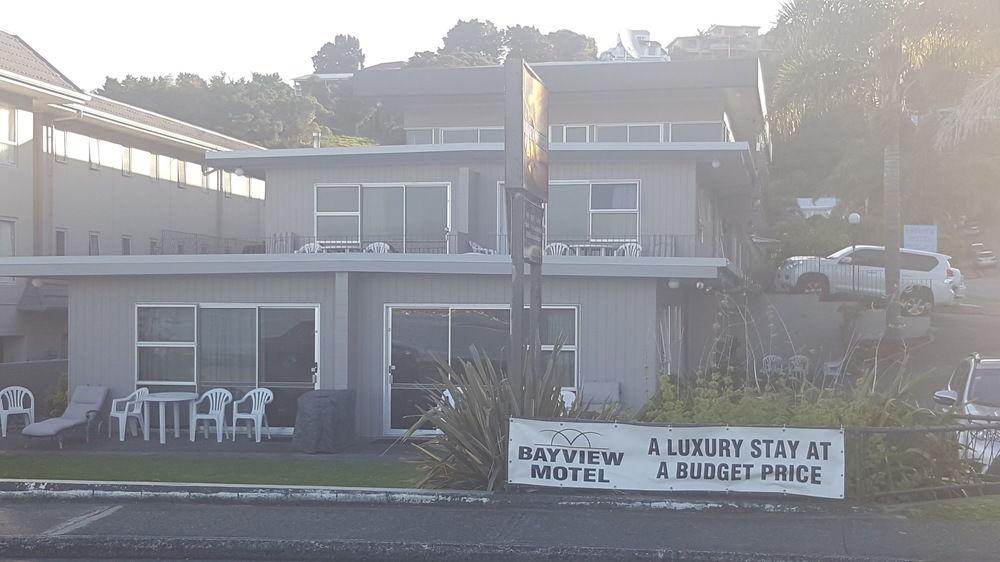 BAYVIEW
MOTEL
A LUXURY STAY AT
A BUDGET PRICE